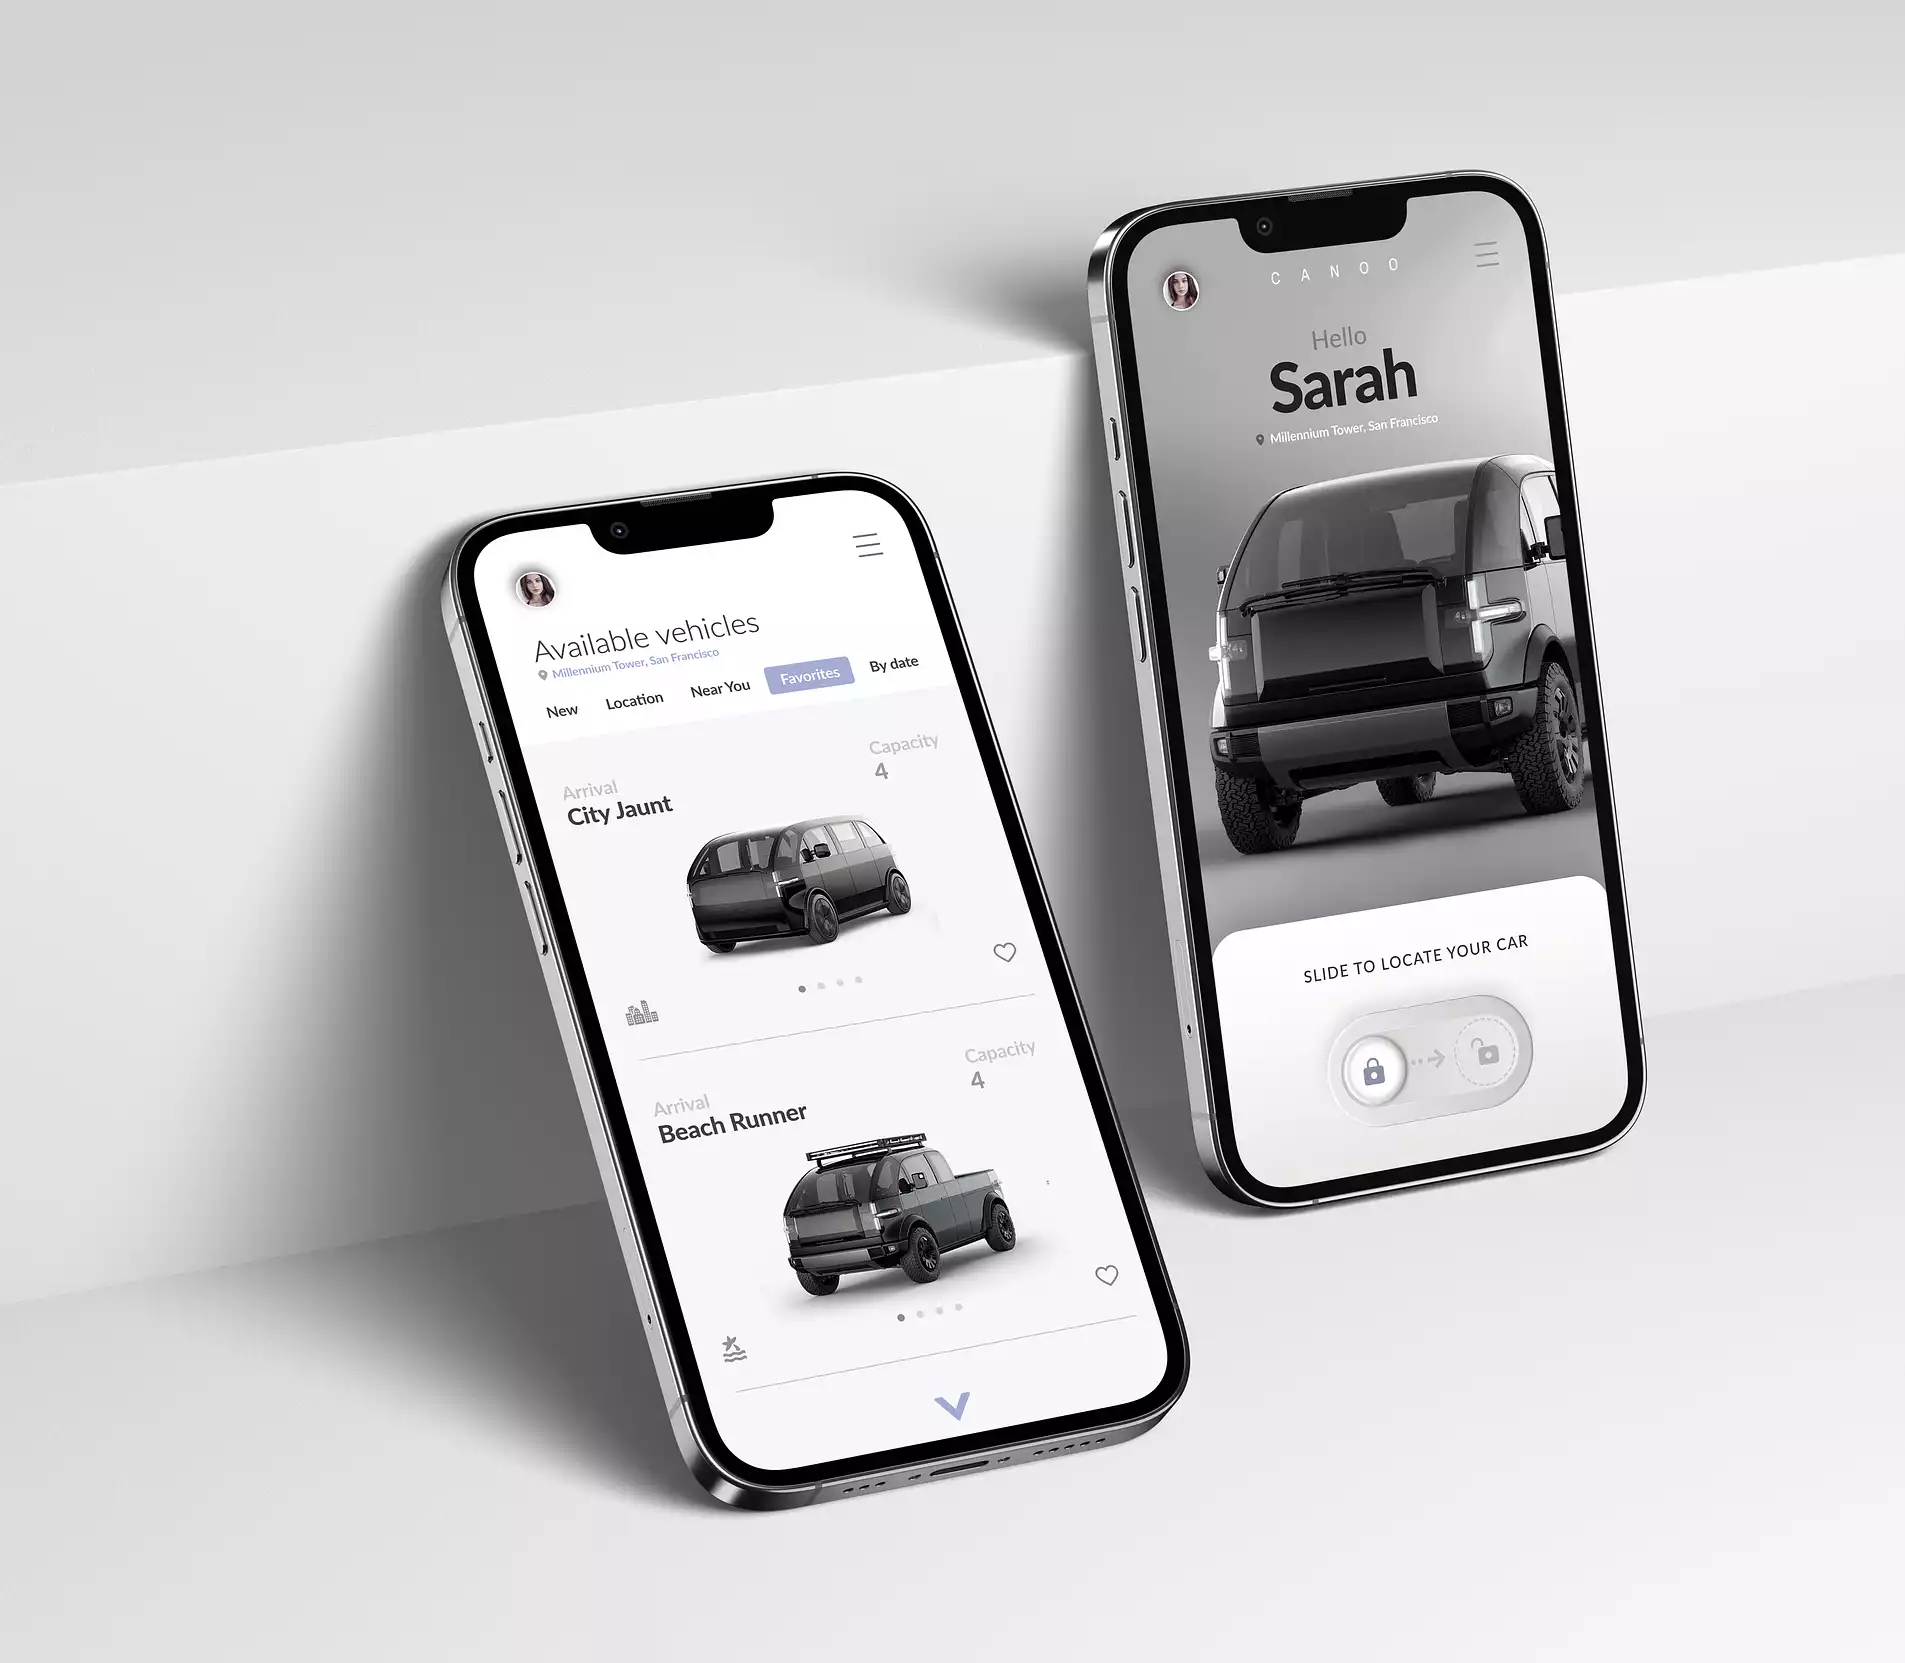 Available vehicles
Millennium Tower, San Francisco
New Location Near You Favorites By date
Capacity
4
Arrival
City Jaunt
Capacity
4
Arrival
Beach Runner
CANOO
Hello
Sarah
Millennium Tower, San Francisco
SLIDE TO LOCATE YOUR CAR